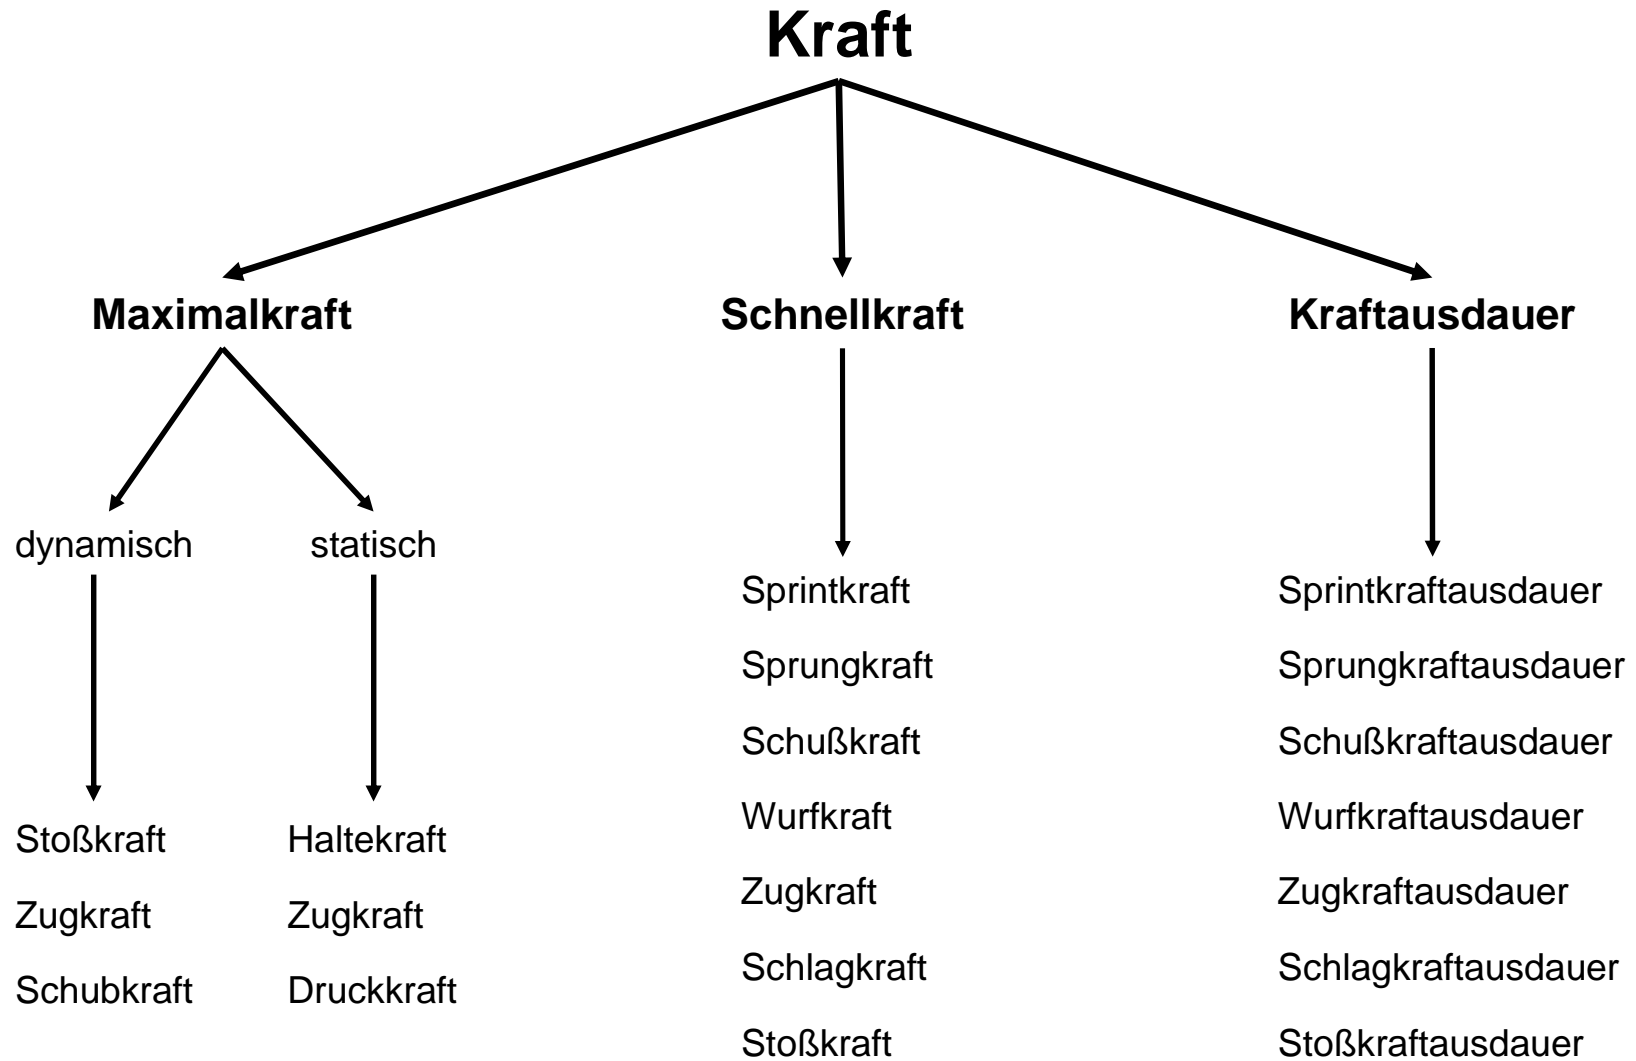 Kraft
Maximalkraft
Schnellkraft
Kraftausdauer
dynamisch
statisch
Stoßkraft
Zugkraft
Schubkraft
Haltekraft
Zugkraft
Druckkraft
Sprintkraft
Sprungkraft
Schußkraft
Wurfkraft
Zugkraft
Schlagkraft
Stoßkraft
Sprintkraftausdauer
Sprungkraftausdauer
Schußkraftausdauer
Wurfkraftausdauer
Zugkraftausdauer
Schlagkraftausdauer
Stoßkraftausdauer